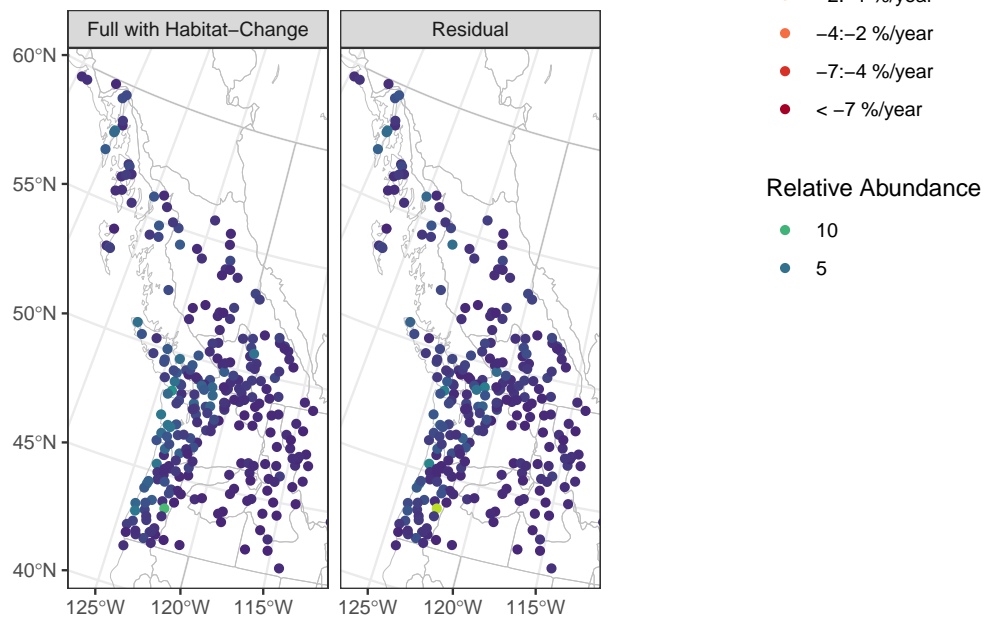 Full with Habitat−Change
Residual
60°N
55°N
50°N
45°N
40°N
125°W
120°W
115°W
125°W
120°W
115°W
−4:−2 %/year
−7:−4 %/year
< −7 %/year
Relative Abundance
10
5